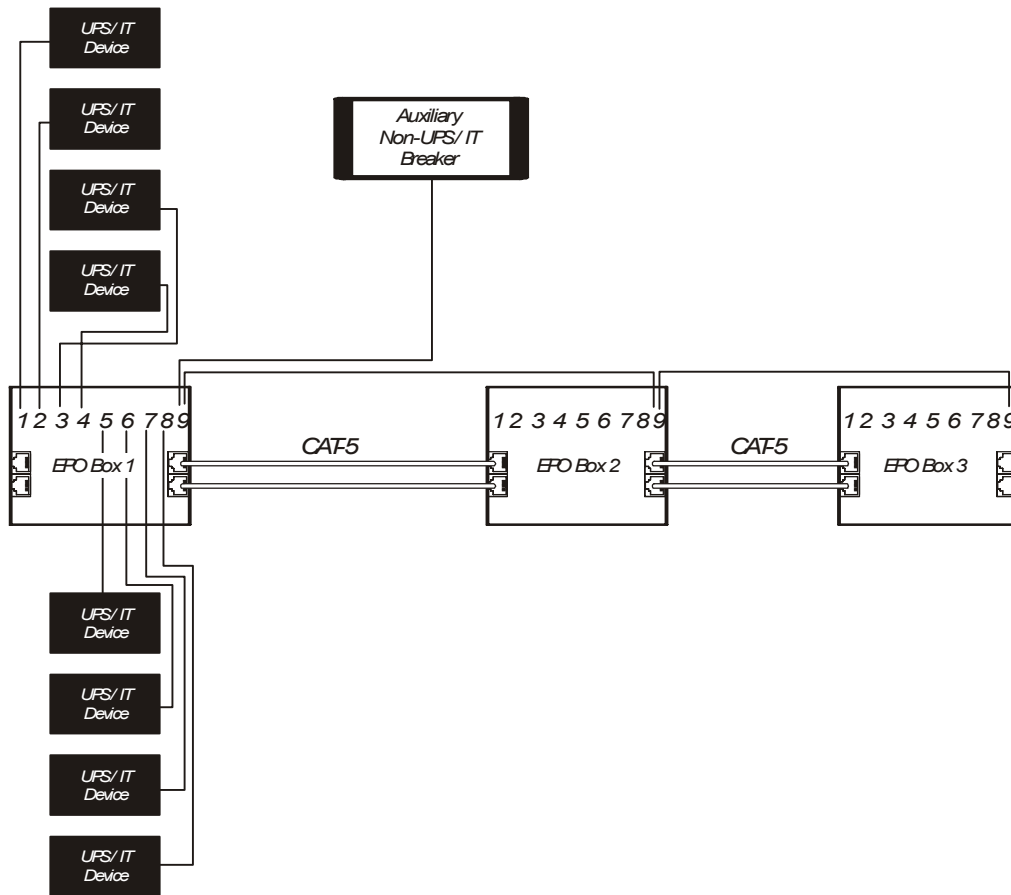 UPS/ IT
Device
UPS/ IT
Device
UPS/ IT
Device
UPS/ IT
Device
Auxiliary
Non-UPS/ IT
Breaker
1 2 3 4 5 6 7 8 9
EPO Box 1
CAT-5
1 2 3 4 5 6 7 8 9
EPO Box 2
CAT-5
1 2 3 4 5 6 7 8 9
EPO Box 3
UPS/ IT
Device
UPS/ IT
Device
UPS/ IT
Device
UPS/ IT
Device